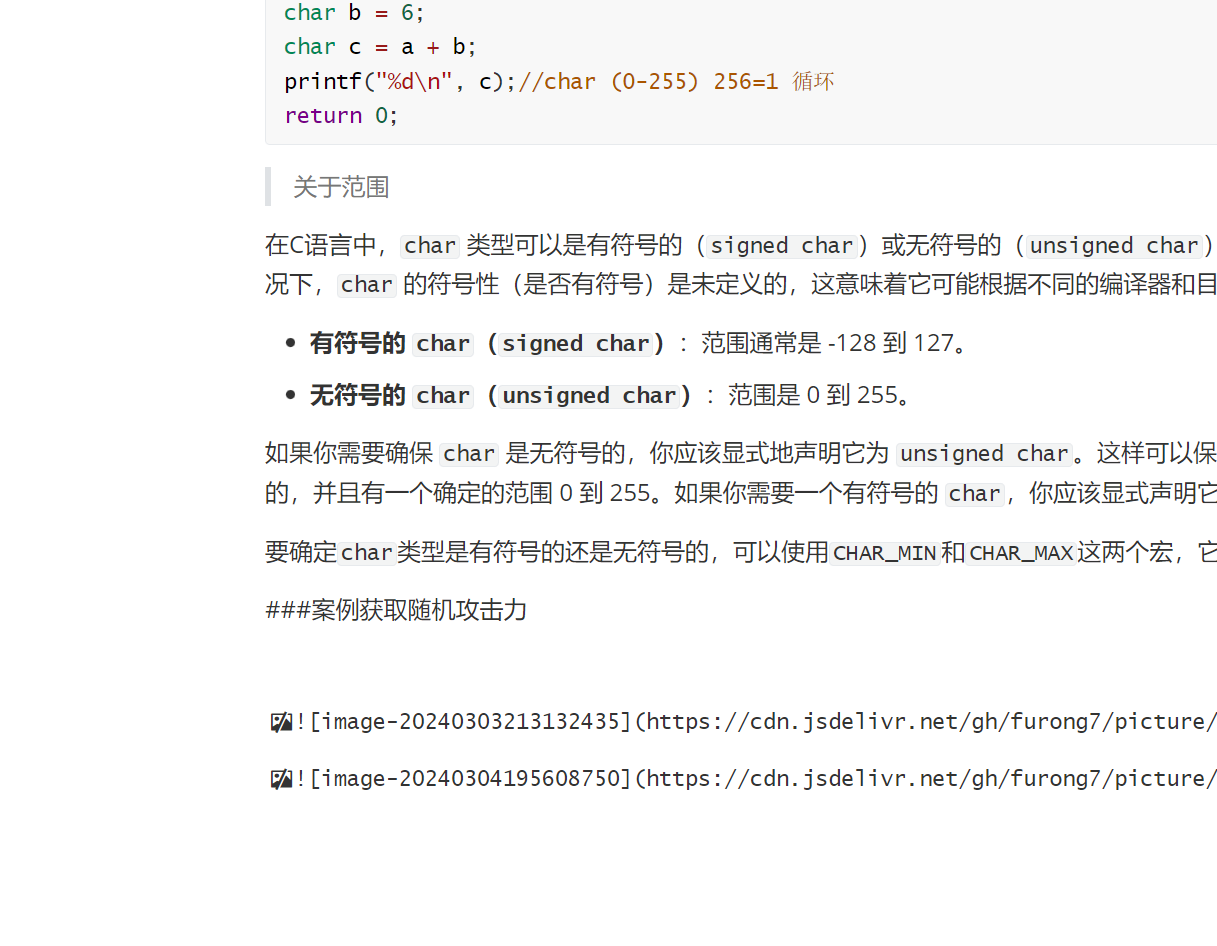 char b = 6;
char c = a + b;
printf("%d\n", c);//char (0-255) 256=1 循环
return 0;
关于范围
在C语言中，char 类型可以是有符号的（signed char）或无符号的（unsigned char）
况下，char 的符号性（是否有符号）是未定义的，这意味着它可能根据不同的编译器和目
有符号的 char（signed char）：范围通常是 -128 到 127。
无符号的 char（unsigned char）：范围是 0 到 255。
如果你需要确保 char 是无符号的，你应该显式地声明它为 unsigned char。这样可以保
的，并且有一个确定的范围 0 到 255。如果你需要一个有符号的 char，你应该显式声明它
要确定char类型是有符号的还是无符号的，可以使用CHAR_MIN和CHAR_MAX这两个宏，它
###案例获取随机攻击力
![image-20240303213132435](https://cdn.jsdelivr.net/gh/furong7/picture/
![image-20240304195608750](https://cdn.jsdelivr.net/gh/furong7/picture/